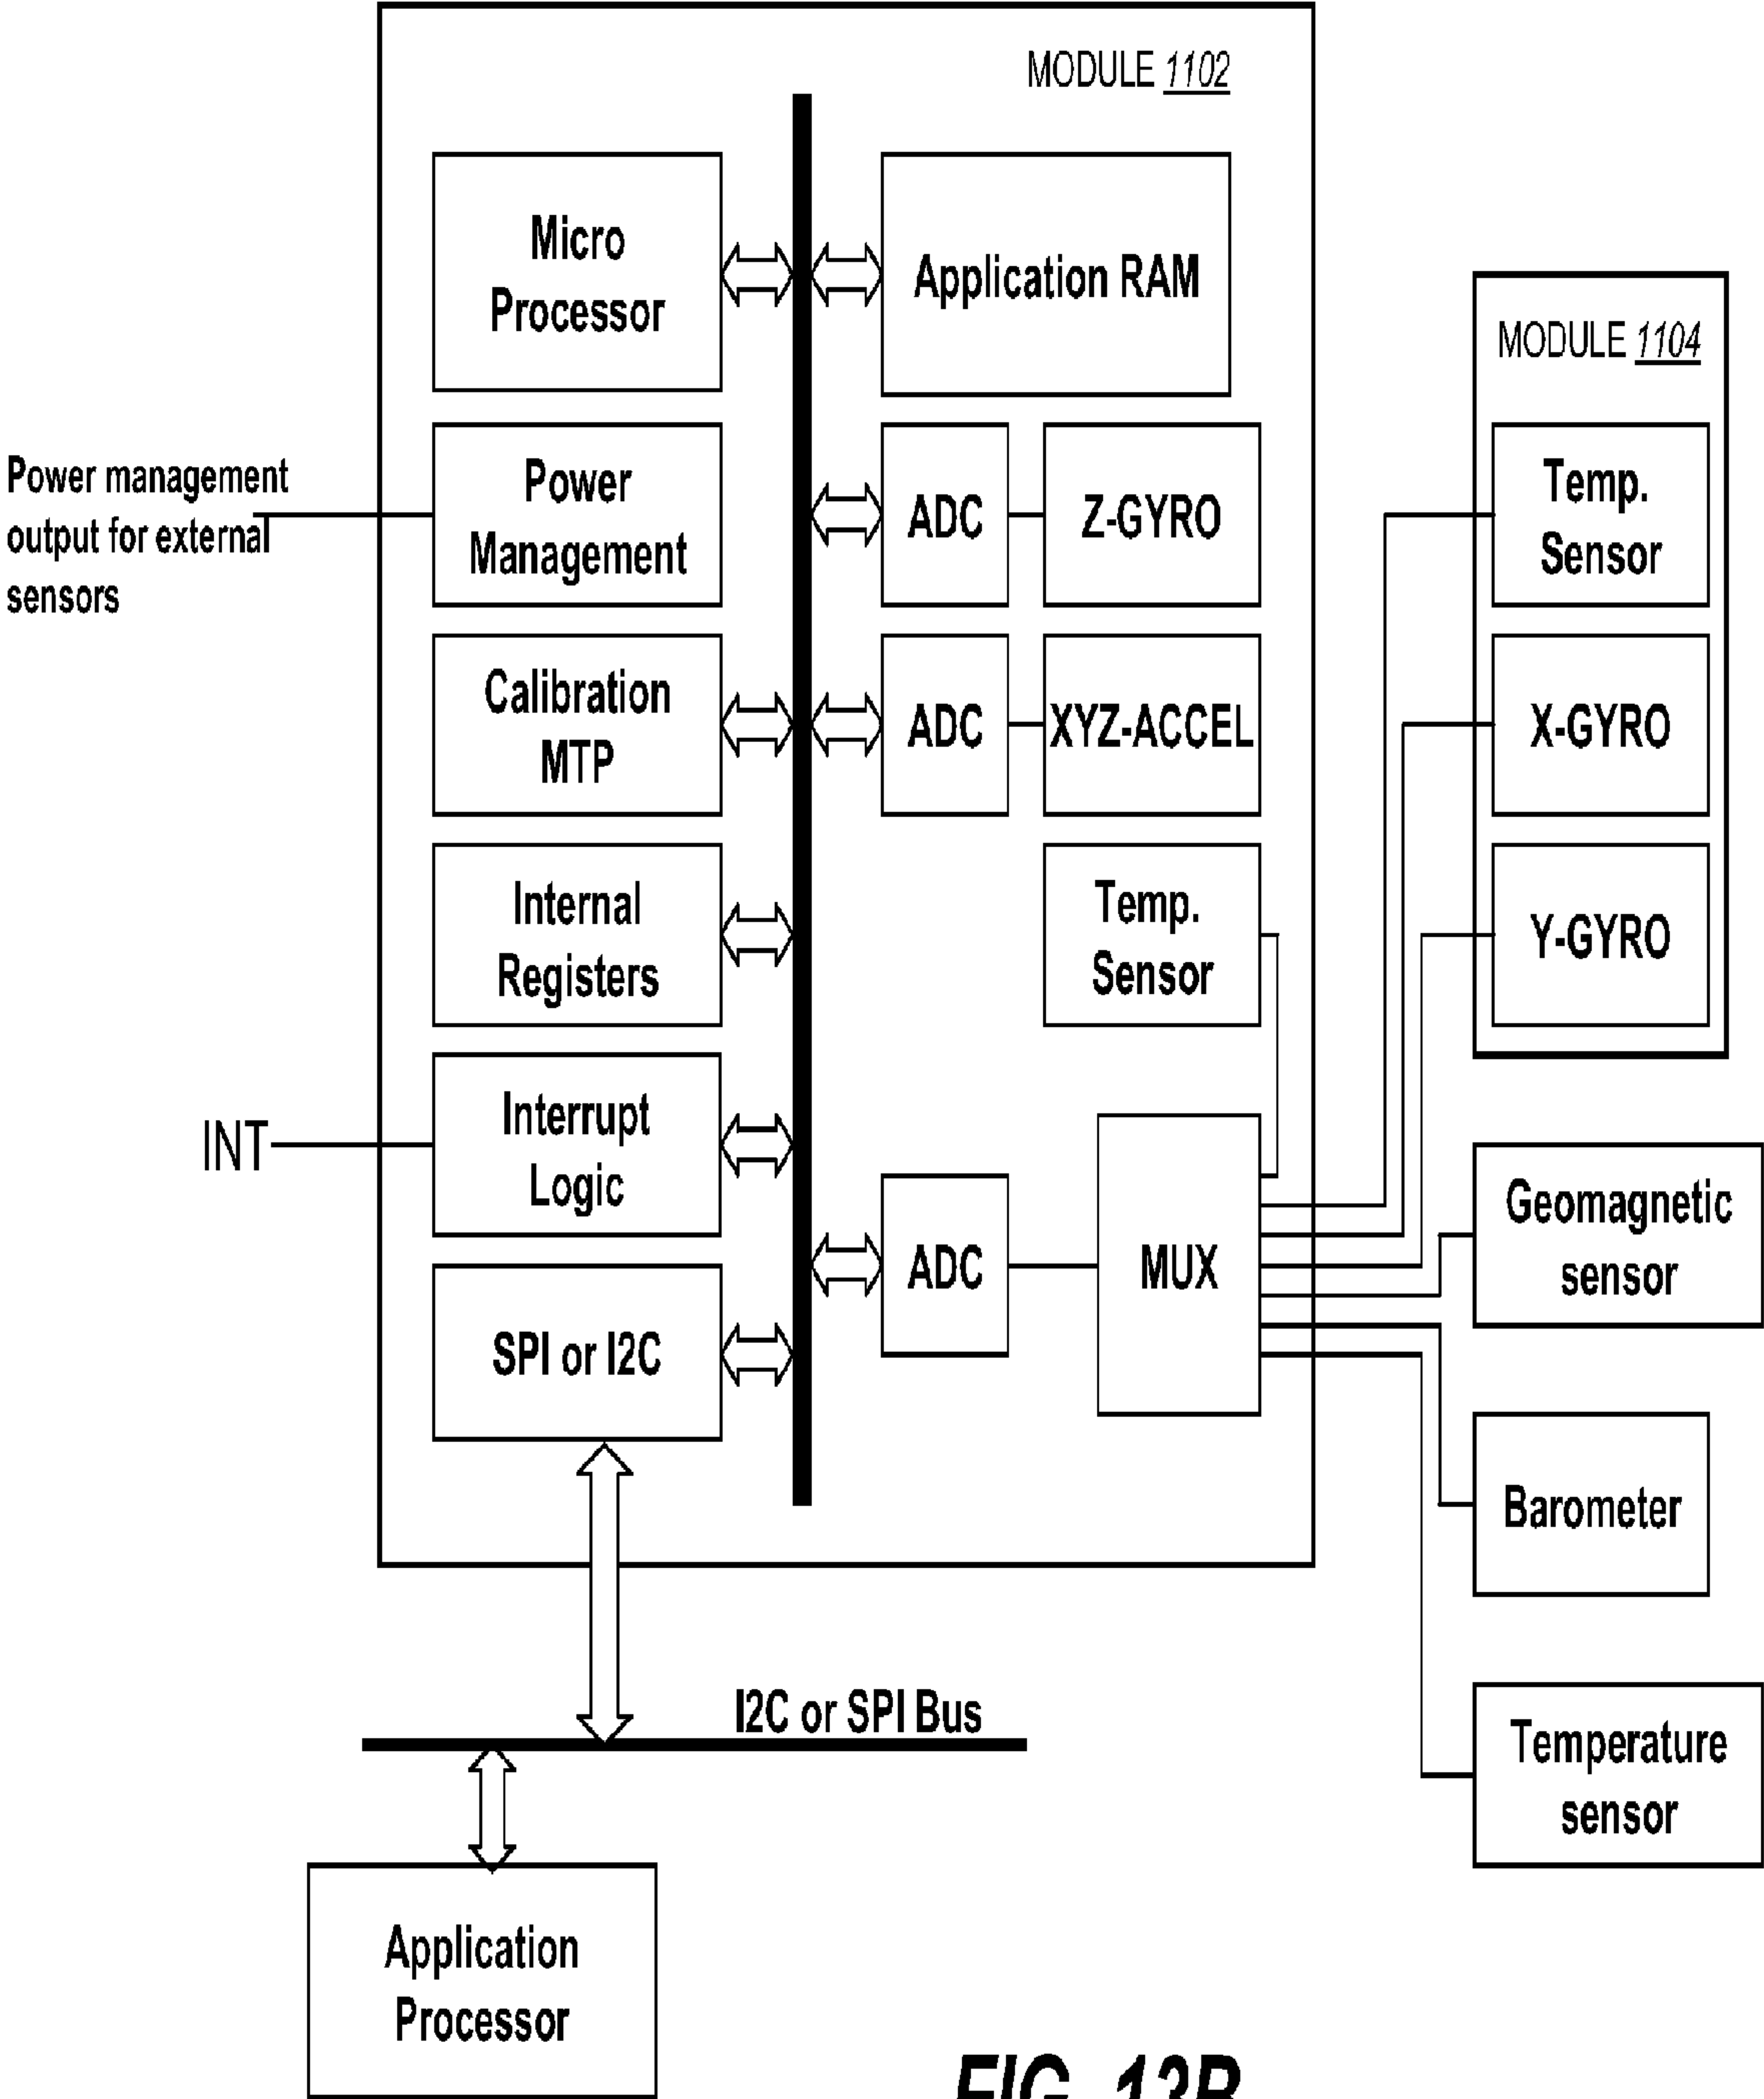 MODULE 1102
Micro
Processor
Application RAM
MODULE 1104
Power management
output for external
sensors
Power
Management
ADC
Z-GYRO
Temp.
Sensor
Calibration
MTP
ADC
XYZ-ACCEL
X-GYRO
Internal
Registers
Temp.
Sensor
Y-GYRO
INT
Interrupt
Logic
ADC
MUX
Geomagnetic
sensor
SPI or I2C
Barometer
I2C or SPI Bus
Temperature
sensor
Application
Processor
FIG. 13B